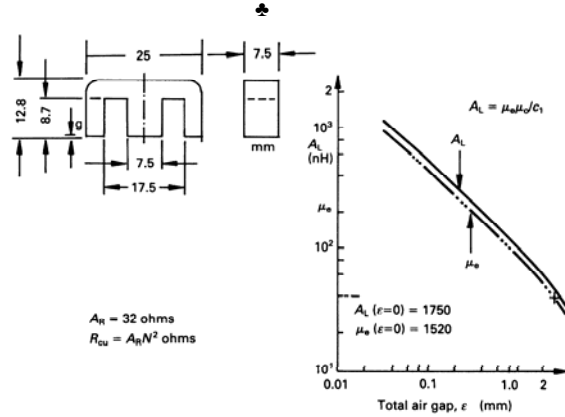 ♣
25
7.5
12.8
8.7
g
mm
7.5
17.5
A_R = 32 ohms
R_cu = A_R N² ohms
2
10³
A_L
(nH)
μ_e
10²
10¹
A_L = μ_e μ_o/c₁
A_L
μ_e
A_L (ε=0) = 1750
μ_e (ε=0) = 1520
0.01
0.1
1.0
2.0
Total air gap, ε (mm)